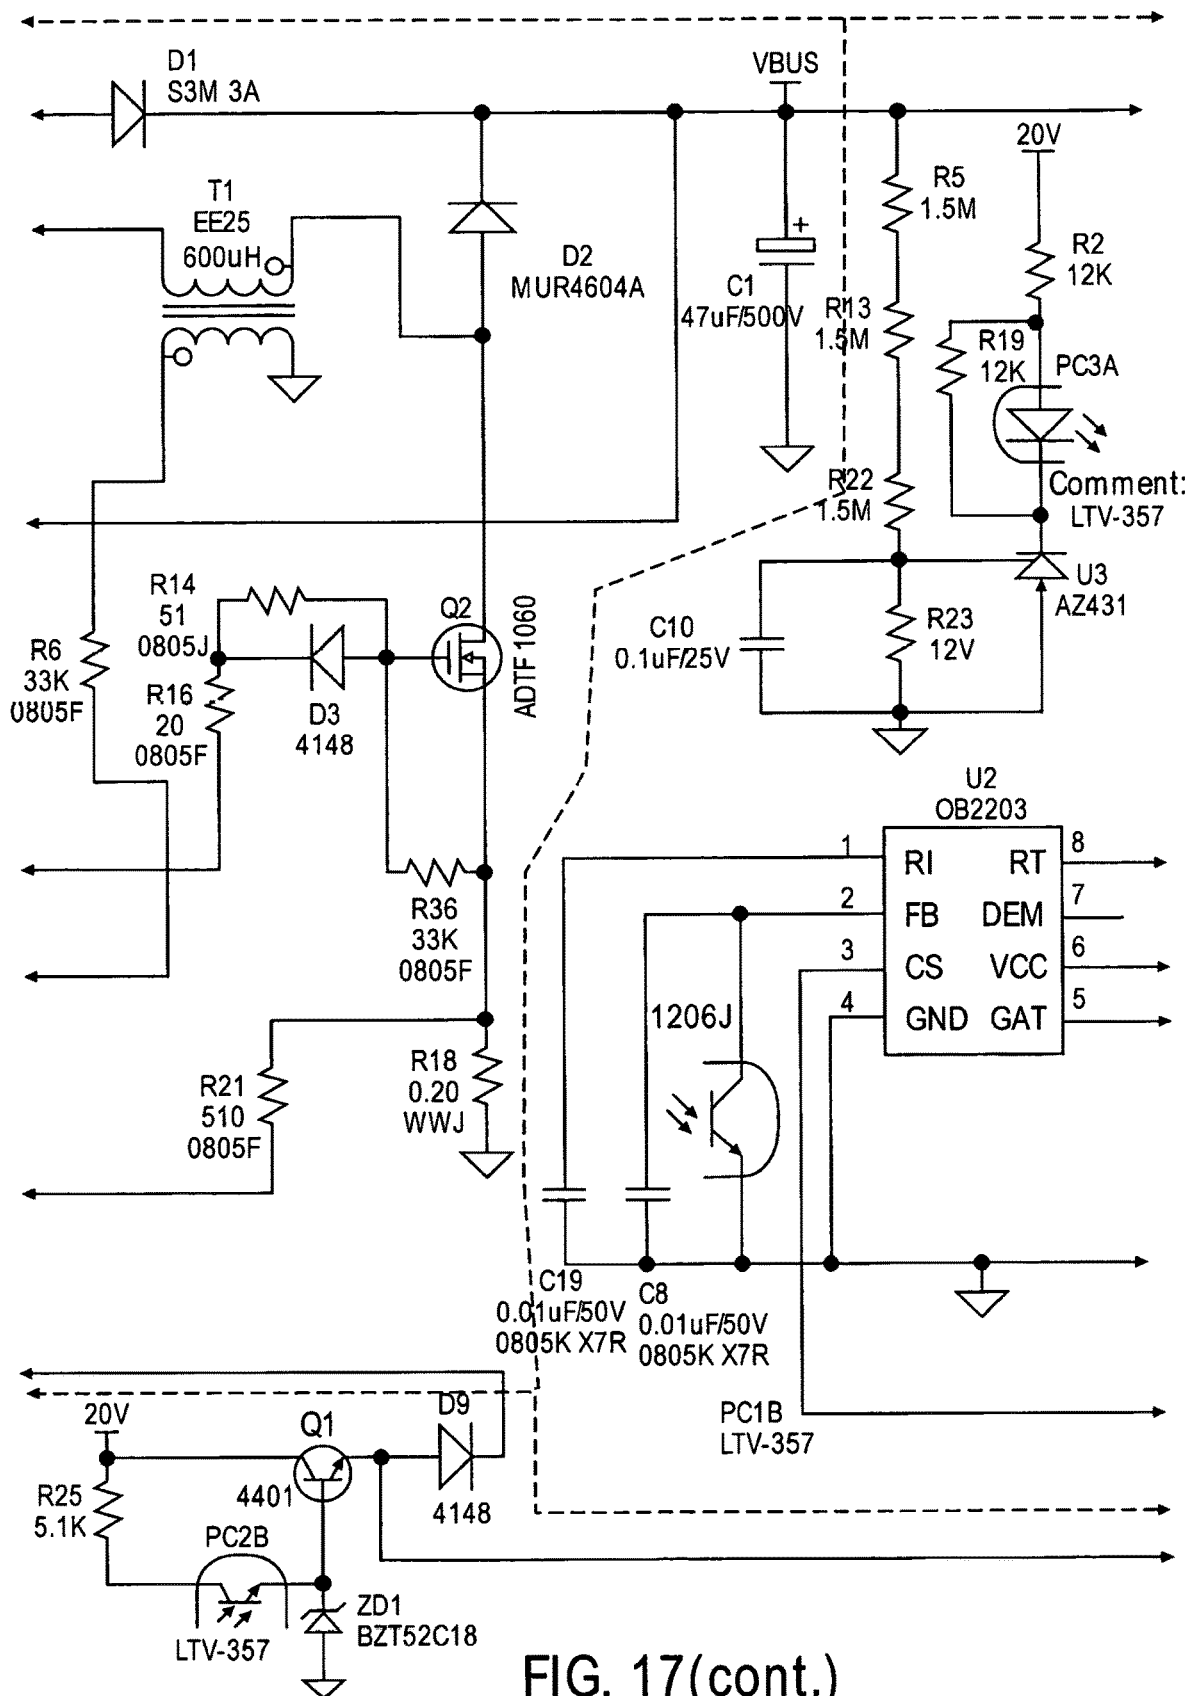 D1
S3M 3A
VBUS
20V
T1
EE25
600uH
D2
MUR4604A
+
C1
47uF/500V
R5
1.5M
R13
1.5M
R2
12K
R19
12K
PC3A
R22
1.5M
Comment:
LTV-357
U3
AZ431
R14
51
0805J
Q2
ADTF 1060
R6
33K
0805F
R16
20
0805F
D3
4148
C10
0.1uF/25V
R23
12V
U2
OB2203
1 RI RT 8
2 FB DEM 7
3 CS VCC 6
4 GND GAT 5
R36
33K
0805F
1206J
R21
510
0805F
R18
0.20
WWJ
C19
0.01uF/50V
0805K X7R
C8
0.01uF/50V
0805K X7R
PC1B
LTV-357
20V
Q1
D9
R25
5.1K
4401
4148
PC2B
LTV-357
ZD1
BZT52C18
FIG. 17(cont.)